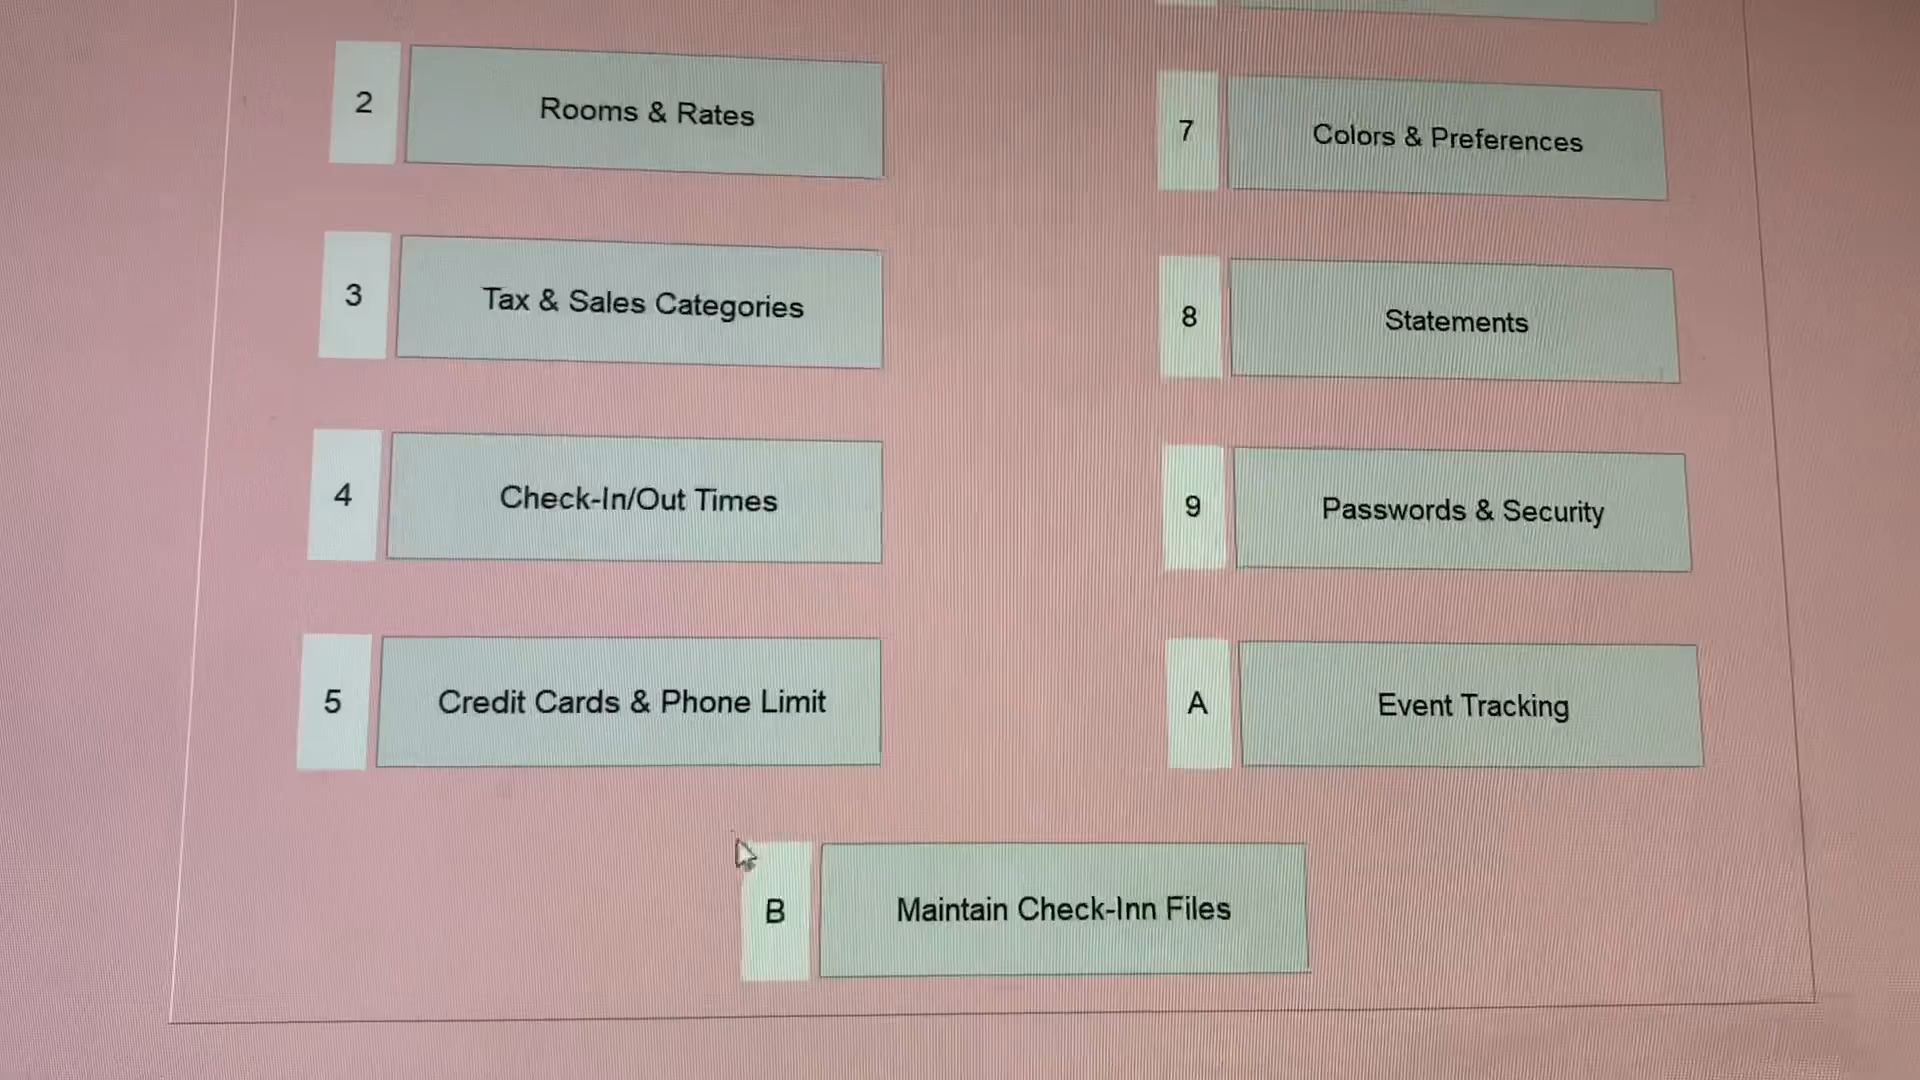 2 Rooms & Rates
3 Tax & Sales Categories
4 Check-In/Out Times
5 Credit Cards & Phone Limit
7 Colors & Preferences
8 Statements
9 Passwords & Security
A Event Tracking
B Maintain Check-Inn Files